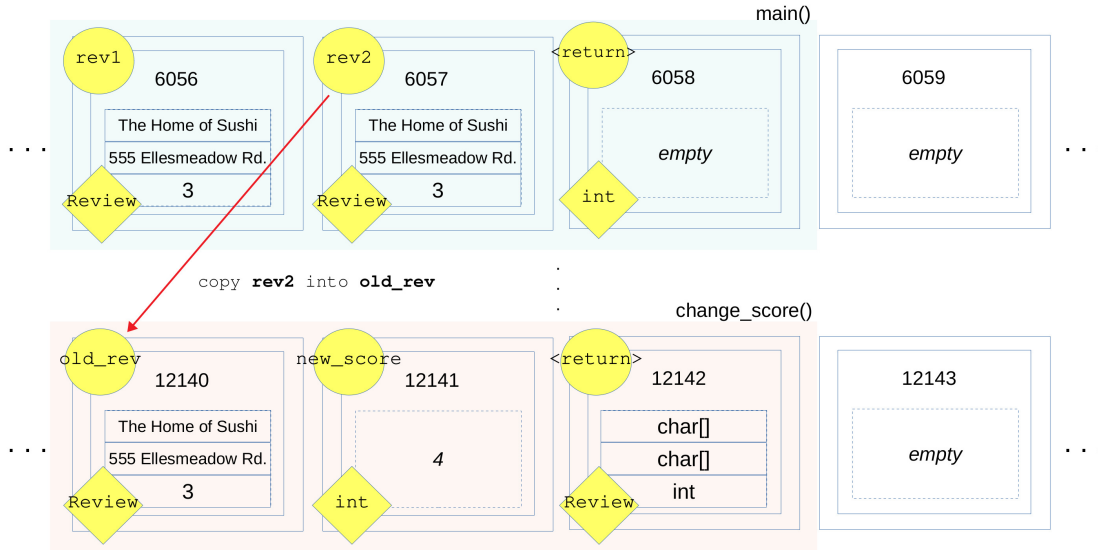 main()
rev1
rev2
<return>
6056
6057
6058
6059
The Home of Sushi
The Home of Sushi
555 Ellesmeadow Rd.
555 Ellesmeadow Rd.
empty
empty
. . .
. .
3
3
Review
Review
int
copy rev2 into old_rev
.
.
.
change_score()
old_rev
new_score
<return>
12140
12141
12142
12143
The Home of Sushi
char[]
555 Ellesmeadow Rd.
4
char[]
empty
. . .
. .
3
int
Review
int
Review